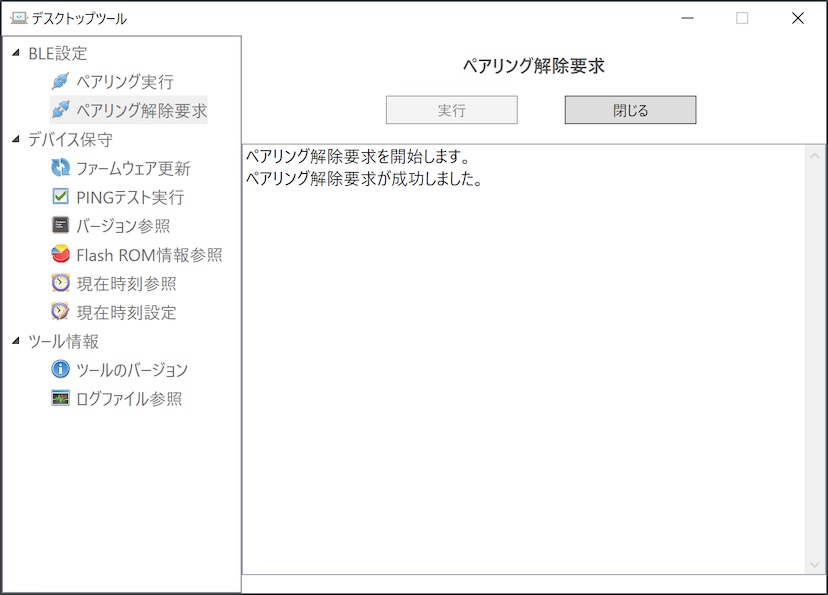 デスクトップツール
BLE設定
ペアリング実行
ペアリング解除要求
デバイス保守
ファームウェア更新
PINGテスト実行
バージョン参照
Flash ROM情報参照
現在時刻参照
現在時刻設定
ツール情報
ツールのバージョン
ログファイル参照
ペアリング解除要求
実行
閉じる
ペアリング解除要求を開始します。
ペアリング解除要求が成功しました。